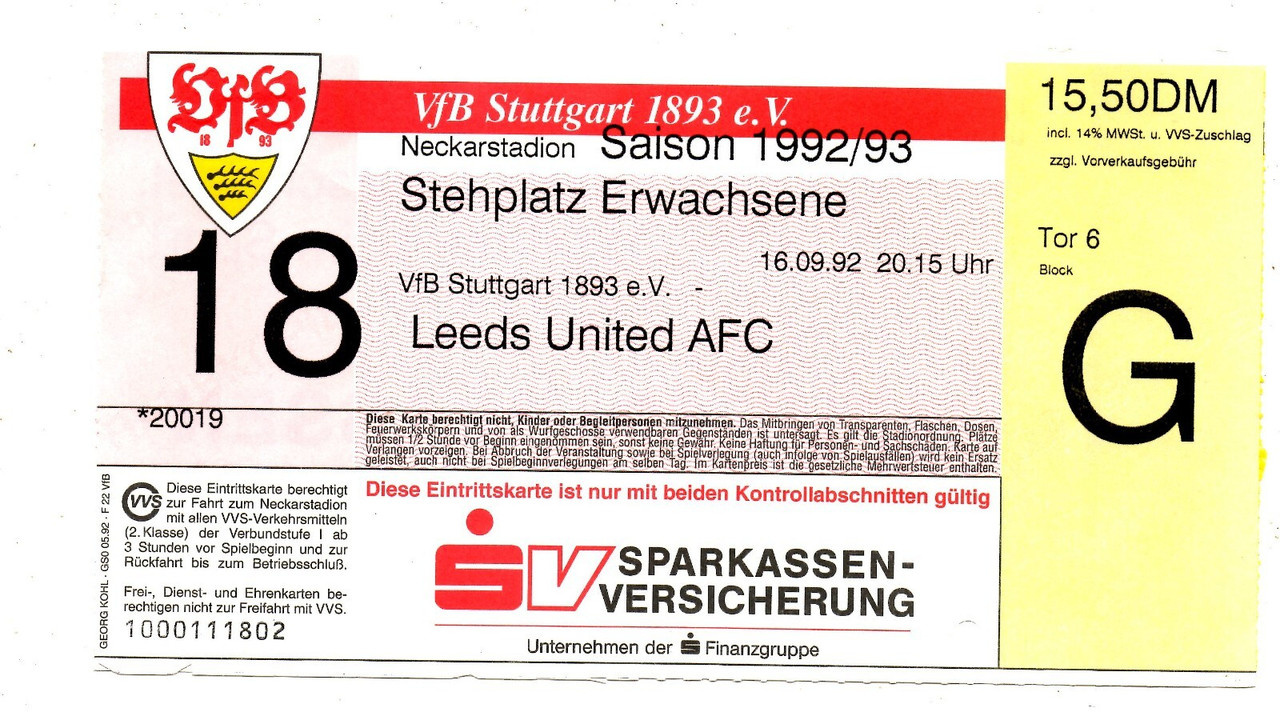 VfB
18 93
VfB Stuttgart 1893 e.V.
Neckarstadion Saison 1992/93
Stehplatz Erwachsene
16.09.92 20.15 Uhr
VfB Stuttgart 1893 e.V. -
Leeds United AFC
18
*20019
Diese Karte berechtigt nicht, Kinder oder Begleitpersonen mitzunehmen. Das Mitbringen von Transparenten, Flaschen, Dosen,
Feuerwerkskörpern und von als Wurfgeschosse verwendbaren Gegenständen ist untersagt. Es gilt die Stadionordnung. Plätze
müssen 1/2 Stunde vor Beginn eingenommen sein, sonst keine Gewähr. Keine Haftung für Personen- und Sachschäden. Karte auf
Verlangen vorzeigen. Bei Abbruch der Veranstaltung sowie bei Spielverlegung (auch infolge von Spielausfällen) wird kein Ersatz
geleistet, auch nicht bei Spielbeginnverlegungen am selben Tag. Im Kartenpreis ist die gesetzliche Mehrwertsteuer enthalten.
GEORG KOHL · GSO 05.92 · F 22 VfB
VVS
Diese Eintrittskarte berechtigt
zur Fahrt zum Neckarstadion
mit allen VVS-Verkehrsmitteln
(2. Klasse) der Verbundstufe I ab
3 Stunden vor Spielbeginn und zur
Rückfahrt bis zum Betriebsschluß.
Frei-, Dienst- und Ehrenkarten be-
rechtigen nicht zur Freifahrt mit VVS.
1000111802
Diese Eintrittskarte ist nur mit beiden Kontrollabschnitten gültig
SV SPARKASSEN-
VERSICHERUNG
Unternehmen der S Finanzgruppe
15,50DM
incl. 14% MWSt. u. VVS-Zuschlag
zzgl. Vorverkaufsgebühr
Tor 6
Block
G